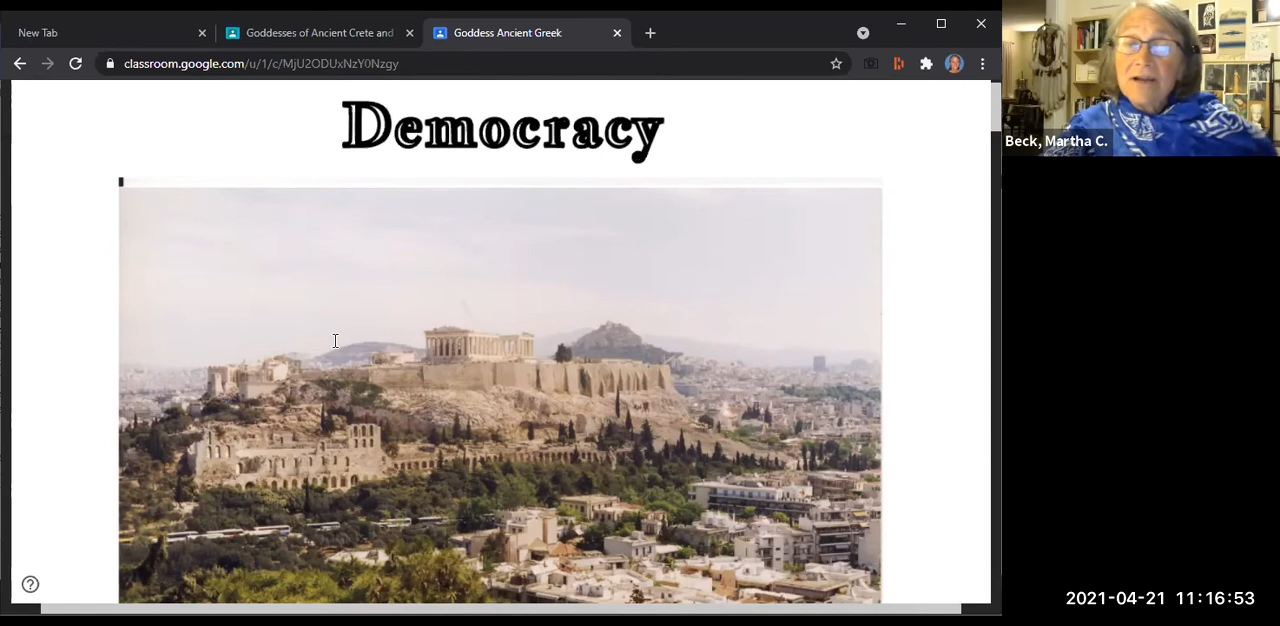 New Tab
Goddesses of Ancient Crete and
Goddess Ancient Greek
classroom.google.com/u/1/c/MjU2ODUxNzY0Nzgy
Democracy
Beck, Martha C.
2021-04-21 11:16:53